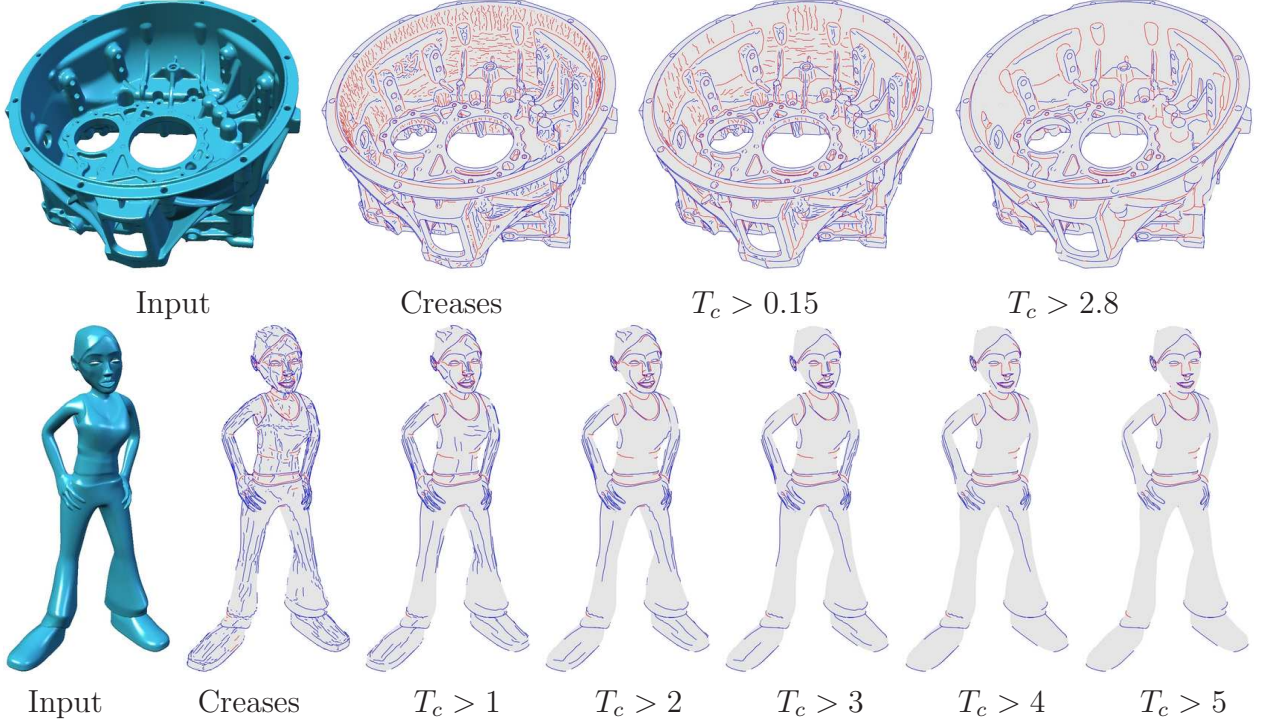 Input Creases T_c > 0.15 T_c > 2.8
Input Creases T_c > 1 T_c > 2 T_c > 3 T_c > 4 T_c > 5